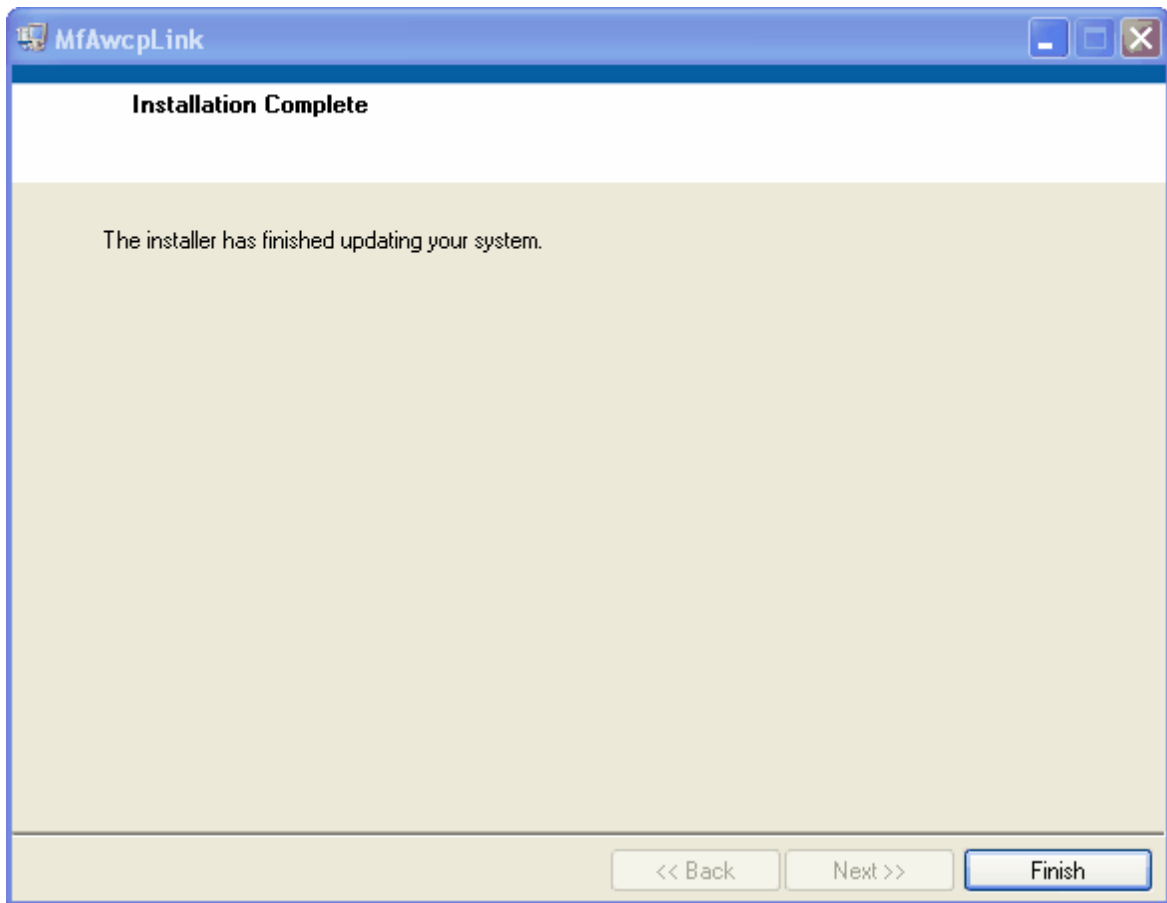 MfAwcpLink
Installation Complete
The installer has finished updating your system.
<< Back
Next >>
Finish